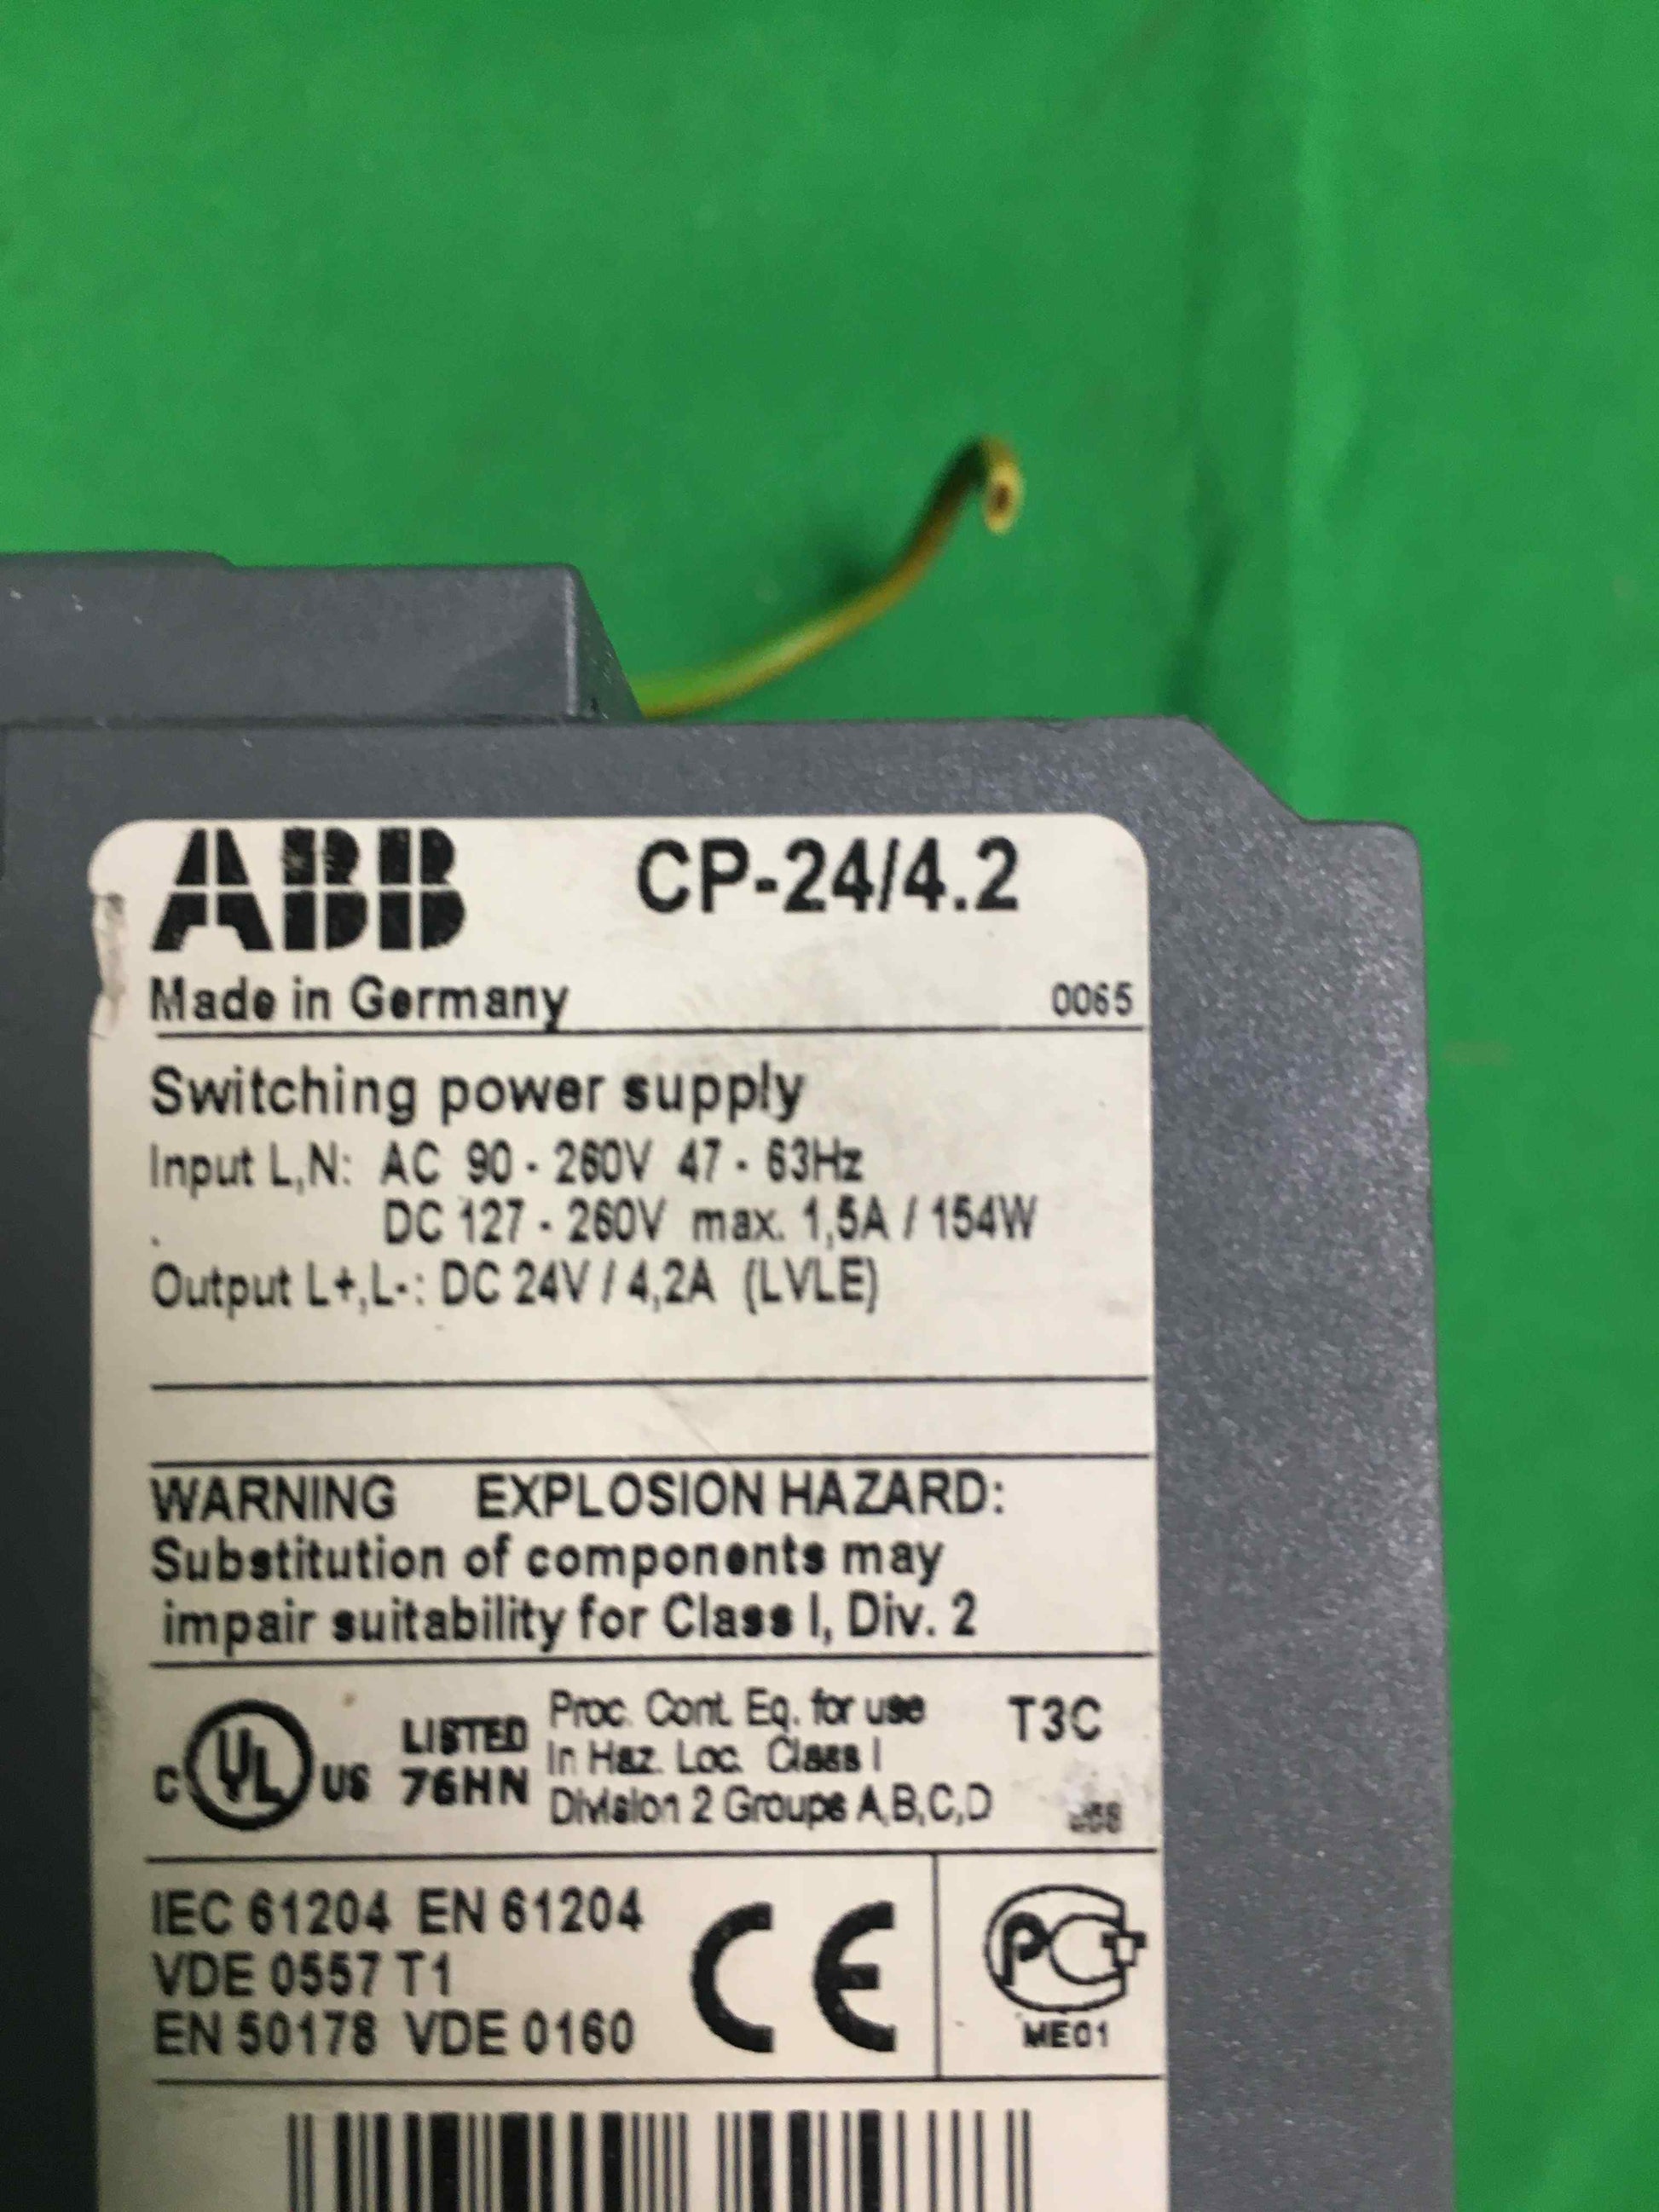 ABB CP-24/4.2
Made in Germany 0065
Switching power supply
Input L,N: AC 90 - 260V 47 - 63Hz
DC 127 - 260V max. 1,5A / 154W
Output L+,L-: DC 24V / 4,2A (LVLE)
WARNING EXPLOSION HAZARD:
Substitution of components may
impair suitability for Class I, Div. 2
C UL US LISTED 76HN
Proc. Cont. Eq. for use T3C
In Haz. Loc. Class I
Division 2 Groups A,B,C,D
IEC 61204 EN 61204
VDE 0557 T1
EN 50178 VDE 0160
CE
PC
ME01